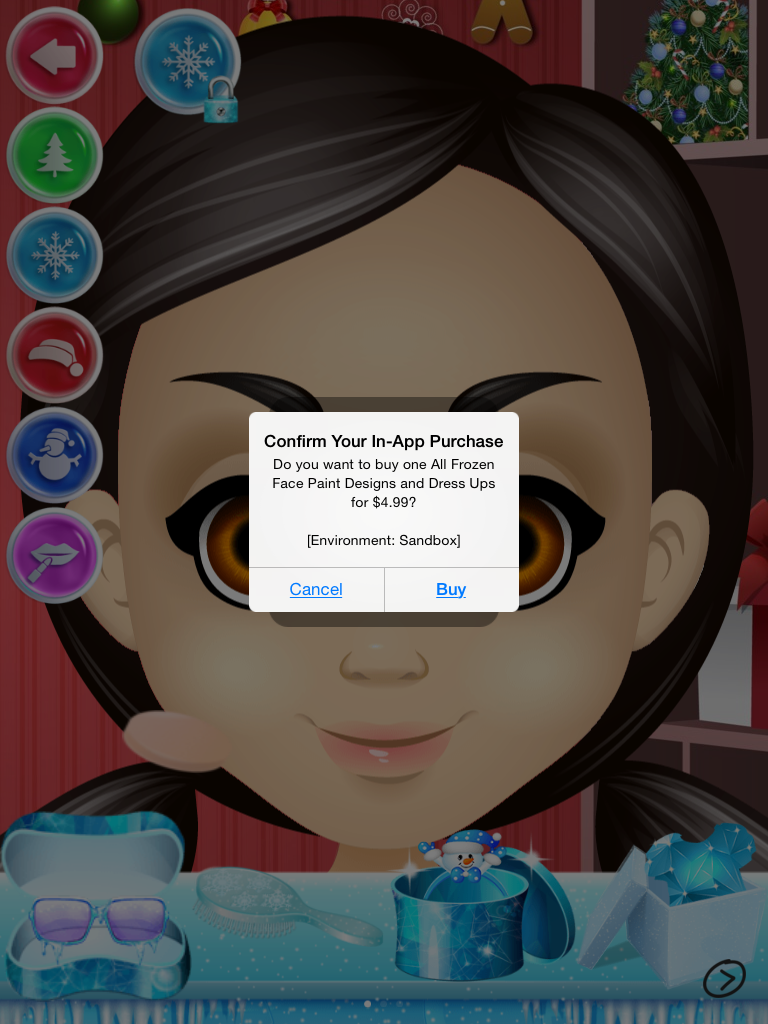 Confirm Your In-App Purchase
Do you want to buy one All Frozen
Face Paint Designs and Dress Ups
for $4.99?
[Environment: Sandbox]
Cancel
Buy